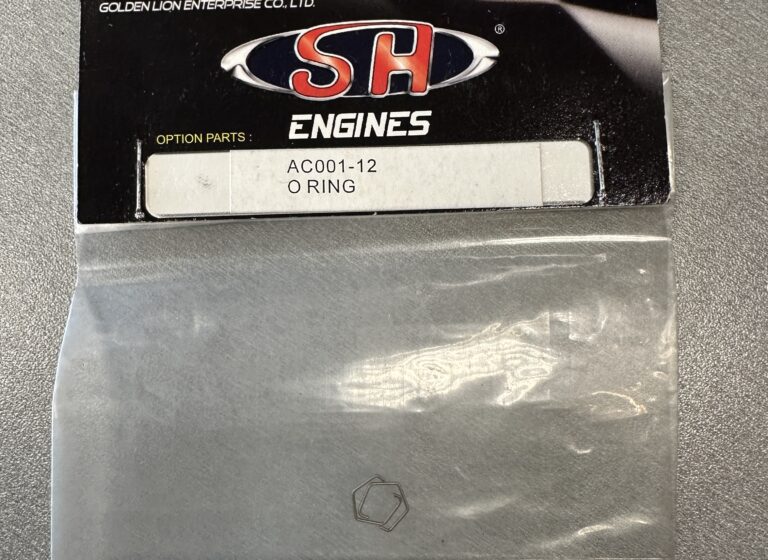 GOLDEN LION ENTERPRISE CO., LTD.
SH ®
ENGINES
OPTION PARTS :
AC001-12
O RING